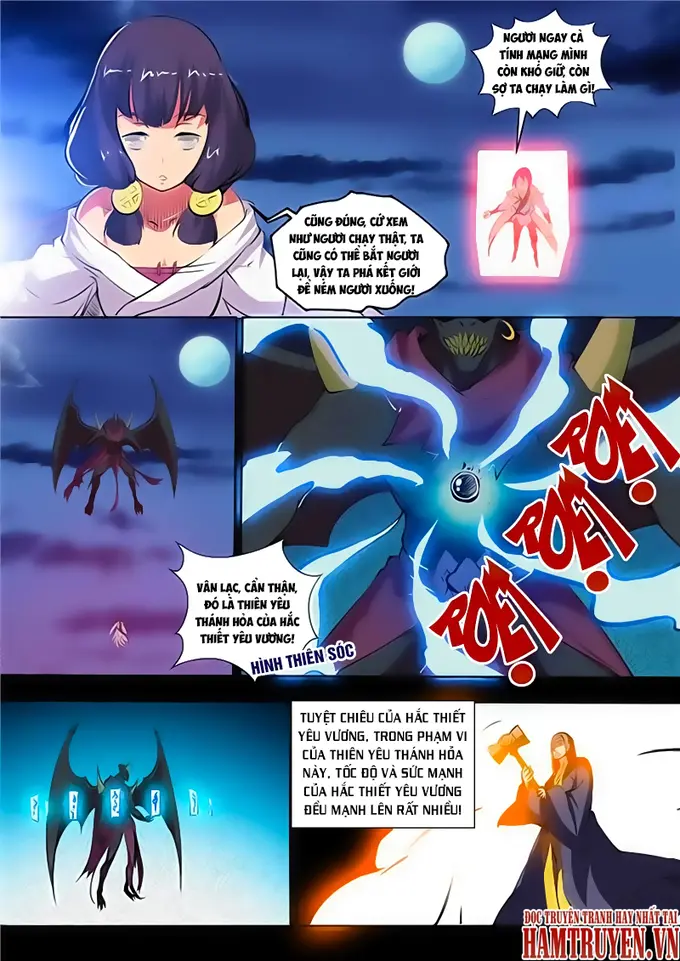 NGƯƠI NGAY CẢ
TÍNH MẠNG MÌNH
CÒN KHÓ GIỮ, CÒN
SỢ TA CHẠY LÀM GÌ!
CŨNG ĐÚNG, CỨ XEM
NHƯ NGƯƠI CHẠY THẬT, TA
CŨNG CÓ THỂ BẮT NGƯƠI
LẠI, VẬY TA PHÁ KẾT GIỚI
ĐỂ NÉM NGƯƠI XUỐNG!
ROẸT
ROẸT
ROẸT
VÂN LẠC, CẨN THẬN,
ĐÓ LÀ THIÊN YÊU
THÁNH HỎA CỦA HẮC
THIẾT YÊU VƯƠNG!
HÌNH THIÊN SÓC
TUYỆT CHIÊU CỦA HẮC THIẾT
YÊU VƯƠNG, TRONG PHẠM VI
CỦA THIÊN YÊU THÁNH HỎA
NÀY, TỐC ĐỘ VÀ SỨC MẠNH
CỦA HẮC THIẾT YÊU VƯƠNG
ĐỀU MẠNH LÊN RẤT NHIỀU!
ĐỌC TRUYỆN TRANH HAY NHẤT TẠI
HAMTRUYEN.VN